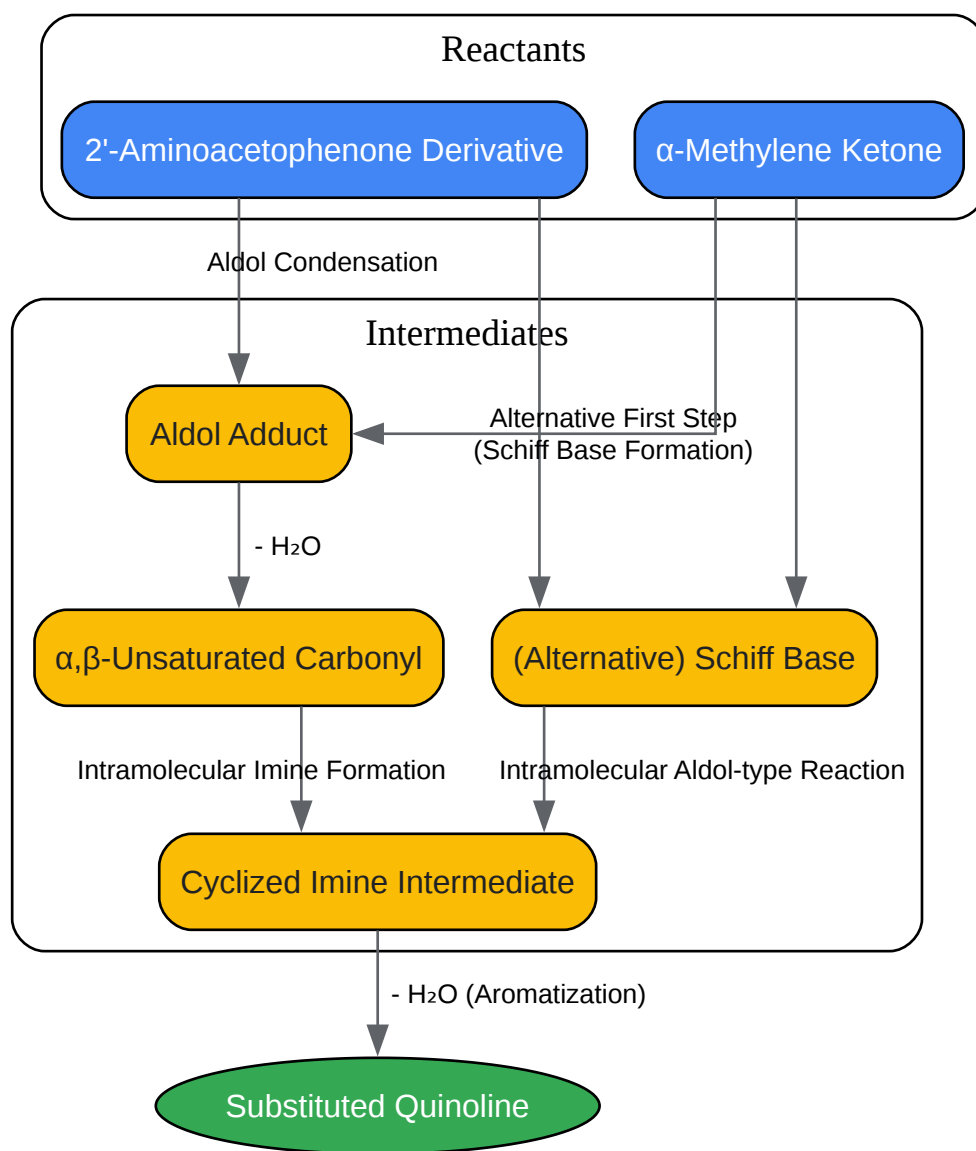 Reactants
2'-Aminoacetophenone Derivative
α-Methylene Ketone
Aldol Condensation
Intermediates
Alternative First Step
(Schiff Base Formation)
Aldol Adduct
- H₂O
α,β-Unsaturated Carbonyl
(Alternative) Schiff Base
Intramolecular Imine Formation
Intramolecular Aldol-type Reaction
Cyclized Imine Intermediate
- H₂O (Aromatization)
Substituted Quinoline